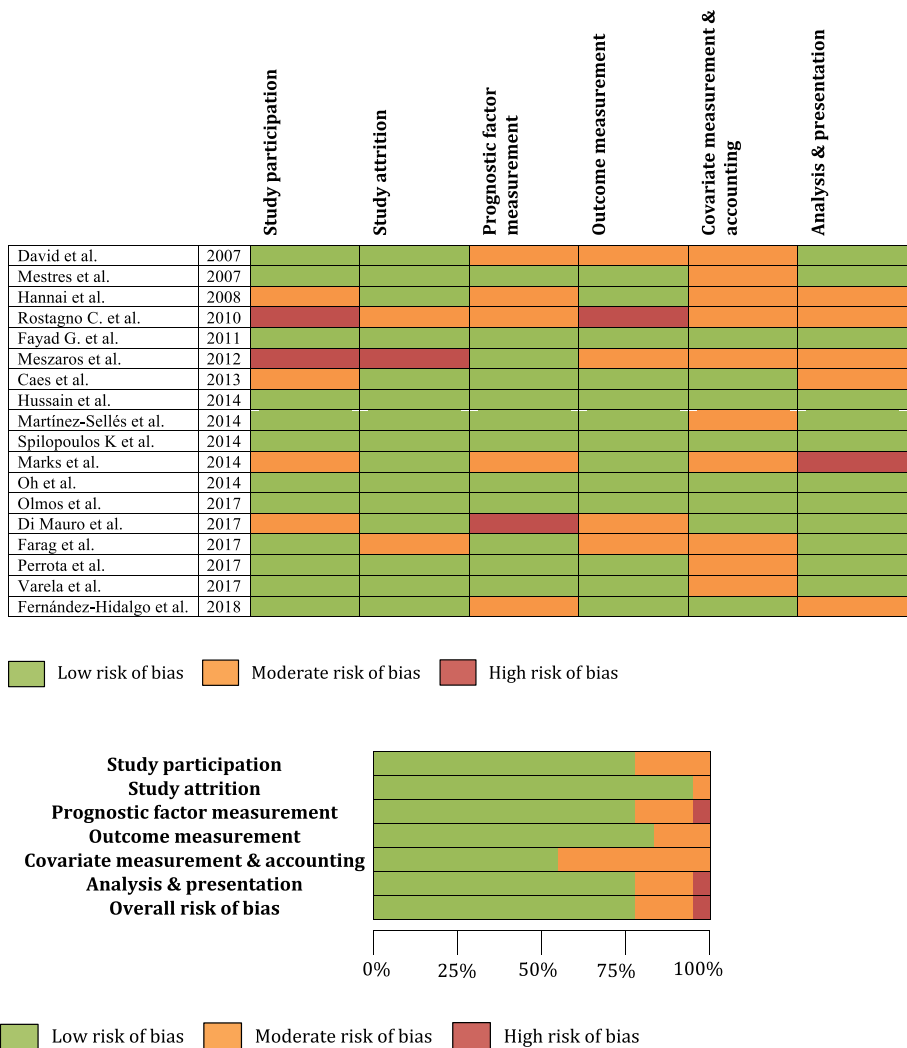 Study participation
Study attrition
Prognostic factor
measurement
Outcome measurement
Covariate measurement &
accounting
Analysis & presentation
David et al. 2007
Mestres et al. 2007
Hannai et al. 2008
Rostagno C. et al. 2010
Fayad G. et al. 2011
Meszaros et al. 2012
Caes et al. 2013
Hussain et al. 2014
Martínez-Sellés et al. 2014
Spilopoulos K et al. 2014
Marks et al. 2014
Oh et al. 2014
Olmos et al. 2017
Di Mauro et al. 2017
Farag et al. 2017
Perrota et al. 2017
Varela et al. 2017
Fernández-Hidalgo et al. 2018
Low risk of bias Moderate risk of bias High risk of bias
Study participation
Study attrition
Prognostic factor measurement
Outcome measurement
Covariate measurement & accounting
Analysis & presentation
Overall risk of bias
0% 25% 50% 75% 100%
Low risk of bias Moderate risk of bias High risk of bias